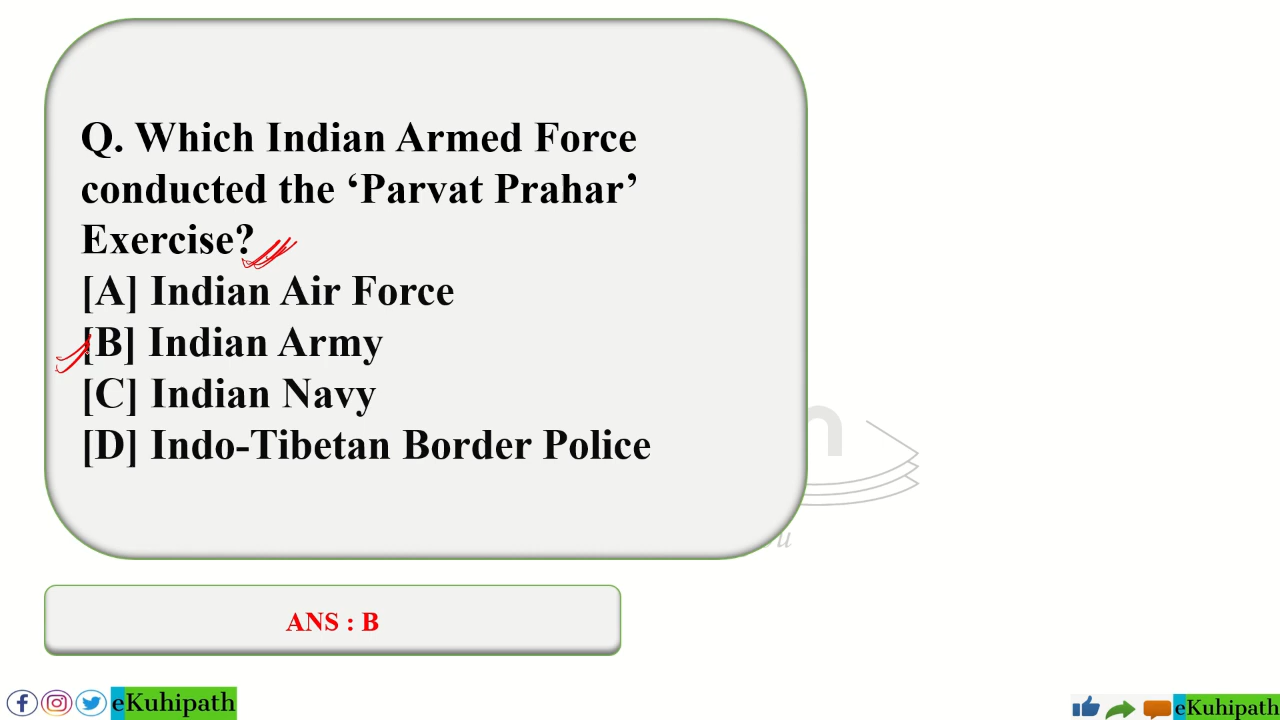 Q. Which Indian Armed Force
conducted the ‘Parvat Prahar’
Exercise?
[A] Indian Air Force
[B] Indian Army
[C] Indian Navy
[D] Indo-Tibetan Border Police
ANS : B
eKuhipath
eKuhipath